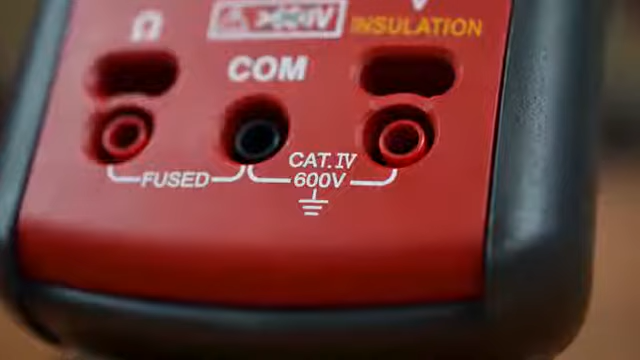 Ω
V
INSULATION
COM
CAT. IV
FUSED
600V